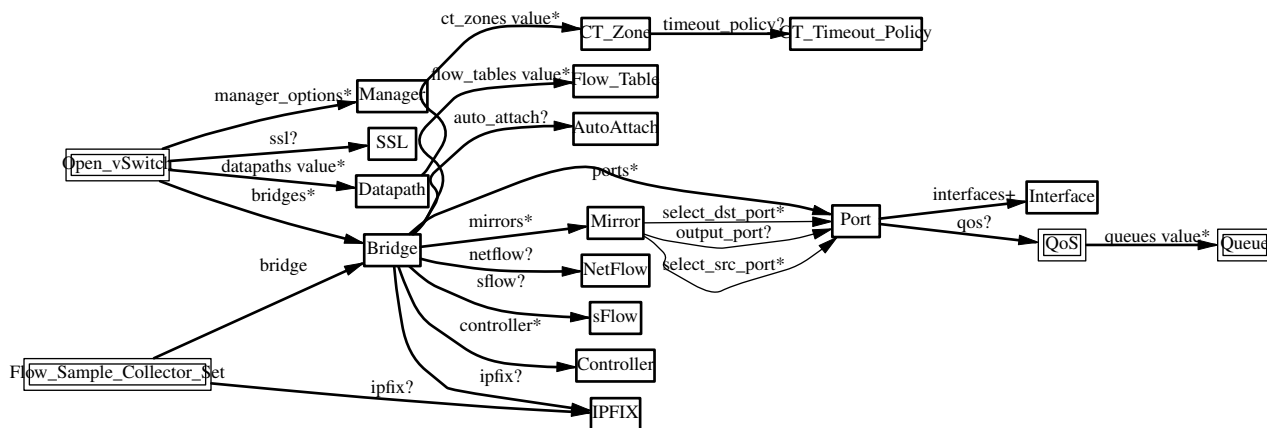 ct_zones value*
CT_Zone
timeout_policy?
CT_Timeout_Policy
flow_tables value*
Flow_Table
manager_options*
Manager
auto_attach?
AutoAttach
ssl?
SSL
Open_vSwitch
datapaths value*
Datapath
bridges*
ports*
interfaces+
Interface
mirrors*
Mirror
select_dst_port*
Port
output_port?
qos?
QoS
queues value*
Queue
Bridge
bridge
netflow?
NetFlow
select_src_port*
sflow?
sFlow
controller*
Controller
Flow_Sample_Collector_Set
ipfix?
ipfix?
IPFIX